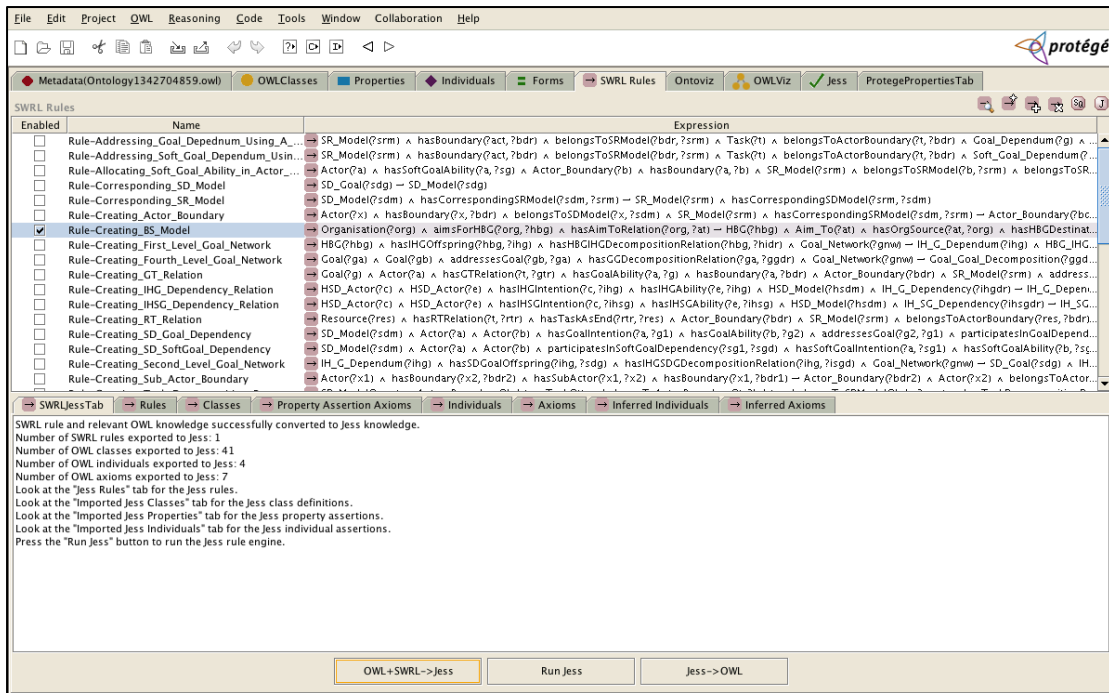 File Edit Project OWL Reasoning Code Tools Window Collaboration Help
protégé
Metadata(Ontology1342704859.owl) OWLClasses Properties Individuals Forms SWRL Rules Ontoviz OWLViz Jess ProtegePropertiesTab
SWRL Rules
Enabled Name Expression
Rule-Addressing_Goal_Depednum_Using_A_... → SR_Model(?srm) ∧ hasBoundary(?act, ?bdr) ∧ belongsToSRModel(?bdr, ?srm) ∧ Task(?t) ∧ belongsToActorBoundary(?t, ?bdr) ∧ Goal_Dependum(?g) ∧ ...
Rule-Addressing_Soft_Goal_Dependum_Usin... → SR_Model(?srm) ∧ hasBoundary(?act, ?bdr) ∧ belongsToSRModel(?bdr, ?srm) ∧ Task(?t) ∧ belongsToActorBoundary(?t, ?bdr) ∧ Soft_Goal_Dependum(?...
Rule-Allocating_Soft_Goal_Ability_in_Actor_... → Actor(?a) ∧ hasSoftGoalAbility(?a, ?sg) ∧ Actor_Boundary(?b) ∧ hasBoundary(?a, ?b) ∧ SR_Model(?srm) ∧ belongsToSRModel(?b, ?srm) ∧ belongsToSR...
Rule-Corresponding_SD_Model → SD_Goal(?sdg) → SD_Model(?sdg)
Rule-Corresponding_SR_Model → SD_Model(?sdm) ∧ hasCorrespondingSRModel(?sdm, ?srm) → SR_Model(?srm) ∧ hasCorrespondingSDModel(?srm, ?sdm)
Rule-Creating_Actor_Boundary → Actor(?x) ∧ hasBoundary(?x, ?bdr) ∧ belongsToSDModel(?x, ?sdm) ∧ SR_Model(?srm) ∧ hasCorrespondingSRModel(?sdm, ?srm) → Actor_Boundary(?bd...
Rule-Creating_BS_Model → Organisation(?org) ∧ aimsForHBG(?org, ?hbg) ∧ hasAimToRelation(?org, ?at) → HBG(?hbg) ∧ Aim_To(?at) ∧ hasOrgSource(?at, ?org) ∧ hasHBGDestinat...
Rule-Creating_First_Level_Goal_Network → HBG(?hbg) ∧ hasIHGOffspring(?hbg, ?ihg) ∧ hasHBGIHGDecompositionRelation(?hbg, ?hidr) ∧ Goal_Network(?gnw) → IH_G_Dependum(?ihg) ∧ HBG_IHG...
Rule-Creating_Fourth_Level_Goal_Network → Goal(?ga) ∧ Goal(?gb) ∧ addressesGoal(?gb, ?ga) ∧ hasGGDecompositionRelation(?ga, ?ggdr) ∧ Goal_Network(?gnw) → Goal_Goal_Decomposition(?ggd...
Rule-Creating_GT_Relation → Goal(?g) ∧ Actor(?a) ∧ hasGTRelation(?t, ?gtr) ∧ hasGoalAbility(?a, ?g) ∧ hasBoundary(?a, ?bdr) ∧ Actor_Boundary(?bdr) ∧ SR_Model(?srm) ∧ address...
Rule-Creating_IHG_Dependency_Relation → HSD_Actor(?c) ∧ HSD_Actor(?e) ∧ hasIHGIntention(?c, ?ihg) ∧ hasIHGAbility(?e, ?ihg) ∧ HSD_Model(?hsdm) ∧ IH_G_Dependency(?ihgdr) → IH_G_Depen...
Rule-Creating_IHSG_Dependency_Relation → HSD_Actor(?c) ∧ HSD_Actor(?e) ∧ hasIHSGIntention(?c, ?ihsg) ∧ hasIHSGAbility(?e, ?ihsg) ∧ HSD_Model(?hsdm) ∧ IH_SG_Dependency(?ihsgdr) → IH_SG...
Rule-Creating_RT_Relation → Resource(?res) ∧ hasRTRelation(?t, ?rtr) ∧ hasTaskAsEnd(?rtr, ?res) ∧ Actor_Boundary(?bdr) ∧ SR_Model(?srm) ∧ belongsToActorBoundary(?res, ?bdr)...
Rule-Creating_SD_Goal_Dependency → SD_Model(?sdm) ∧ Actor(?a) ∧ Actor(?b) ∧ hasGoalIntention(?a, ?g1) ∧ hasGoalAbility(?b, ?g2) ∧ addressesGoal(?g2, ?g1) ∧ participatesInGoalDepend...
Rule-Creating_SD_SoftGoal_Dependency → SD_Model(?sdm) ∧ Actor(?a) ∧ Actor(?b) ∧ participatesInSoftGoalDependency(?sg1, ?sgd) ∧ hasSoftGoalIntention(?a, ?sg1) ∧ hasSoftGoalAbility(?b, ?sg...
Rule-Creating_Second_Level_Goal_Network → IH_G_Dependum(?ihg) ∧ hasSDGoalOffspring(?ihg, ?sdg) ∧ hasIHGSDGDecompositionRelation(?ihg, ?isgd) ∧ Goal_Network(?gnw) → SD_Goal(?sdg) ∧ IH...
Rule-Creating_Sub_Actor_Boundary → Actor(?x1) ∧ hasBoundary(?x2, ?bdr2) ∧ hasSubActor(?x1, ?x2) ∧ hasBoundary(?x1, ?bdr1) → Actor_Boundary(?bdr2) ∧ Actor(?x2) ∧ belongsToActor...
SWRLJessTab → Rules → Classes → Property Assertion Axioms → Individuals → Axioms → Inferred Individuals → Inferred Axioms
SWRL rule and relevant OWL knowledge successfully converted to Jess knowledge.
Number of SWRL rules exported to Jess: 1
Number of OWL classes exported to Jess: 41
Number of OWL individuals exported to Jess: 4
Number of OWL axioms exported to Jess: 7
Look at the "Jess Rules" tab for the Jess rules.
Look at the "Imported Jess Classes" tab for the Jess class definitions.
Look at the "Imported Jess Properties" tab for the Jess property assertions.
Look at the "Imported Jess Individuals" tab for the Jess individual assertions.
Press the "Run Jess" button to run the Jess rule engine.
OWL+SWRL->Jess Run Jess Jess->OWL